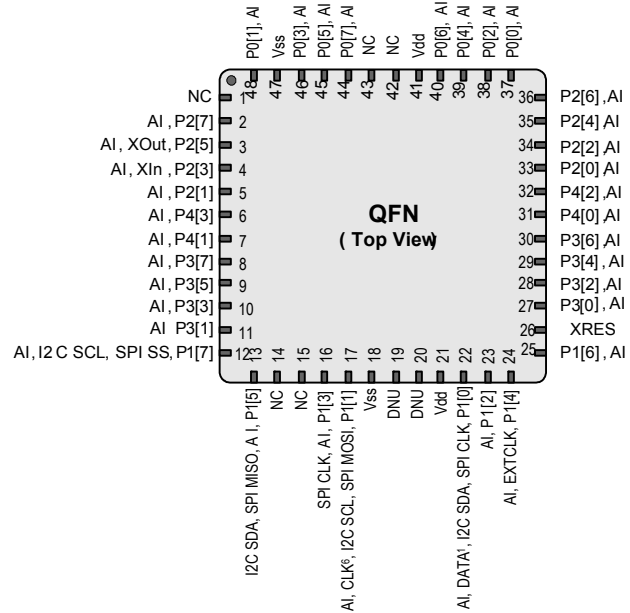 P0[1], AI
Vss
P0[3], AI
P0[5], AI
P0[7], AI
NC
NC
Vdd
P0[6], AI
P0[4], AI
P0[2], AI
P0[0], AI
48
47
46
45
44
43
42
41
40
39
38
37
NC 1
AI , P2[7] 2
AI , XOut, P2[5] 3
AI , XIn , P2[3] 4
AI , P2[1] 5
AI , P4[3] 6
AI , P4[1] 7
AI , P3[7] 8
AI , P3[5] 9
AI , P3[3] 10
AI P3[1] 11
AI, I2 C SCL, SPI SS, P1[7] 12
QFN
( Top View)
36 P2[6] , AI
35 P2[4] , AI
34 P2[2] , AI
33 P2[0] , AI
32 P4[2] , AI
31 P4[0] , AI
30 P3[6] , AI
29 P3[4] , AI
28 P3[2] , AI
27 P3[0] , AI
26 XRES
25 P1[6] , AI
13
14
15
16
17
18
19
20
21
22
23
24
I2C SDA, SPI MISO, A I, P1[5]
NC
NC
SPI CLK, AI, P1[3]
AI, CLK⁶, I2C SCL, SPI MOSI, P1[1]
Vss
DNU
DNU
Vdd
AI, DATA¹, I2C SDA, SPI CLK, P1[0]
AI, P1[2]
AI, EXTCLK, P1[4]